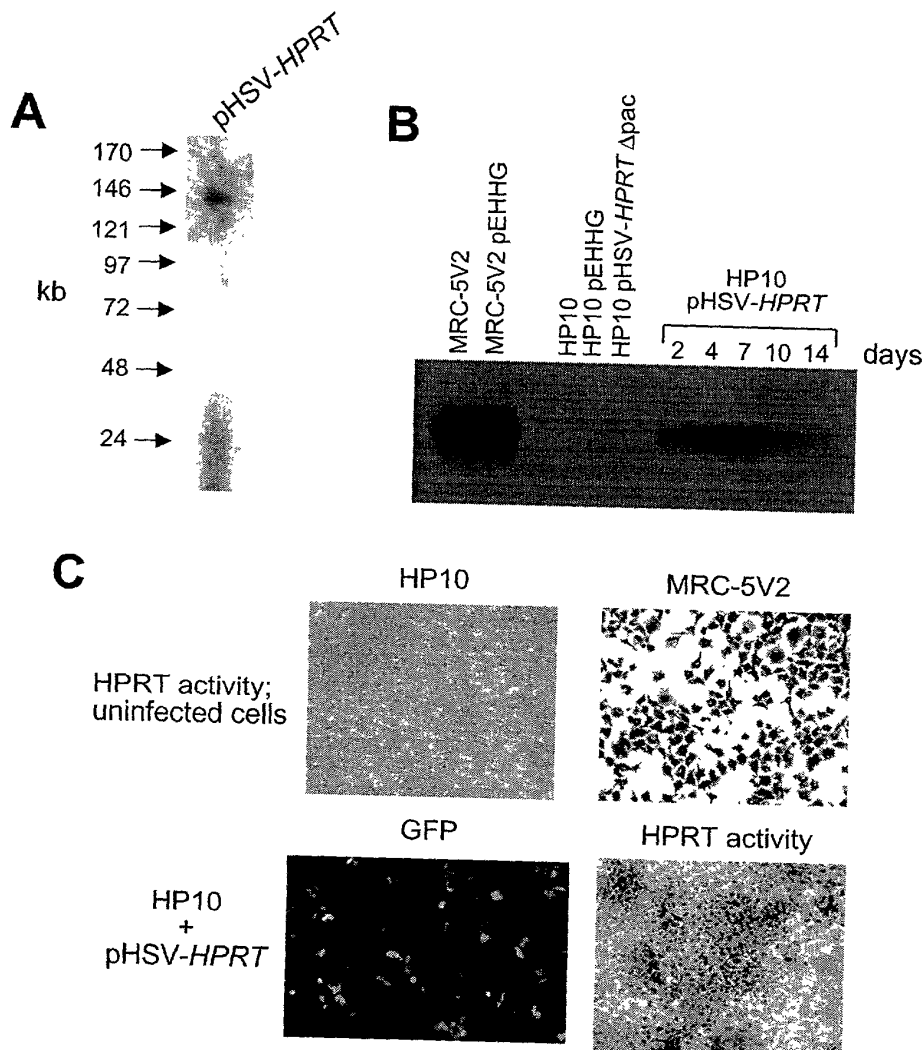 A
pHSV-HPRT
170
146
121
97
kb
72
48
24
B
MRC-5V2
MRC-5V2 pEHHG
HP10
HP10 pEHHG
HP10 pHSV-HPRT Δpac
HP10
pHSV-HPRT
2 4 7 10 14 days
C
HP10
MRC-5V2
HPRT activity;
uninfected cells
GFP
HPRT activity
HP10
+
pHSV-HPRT